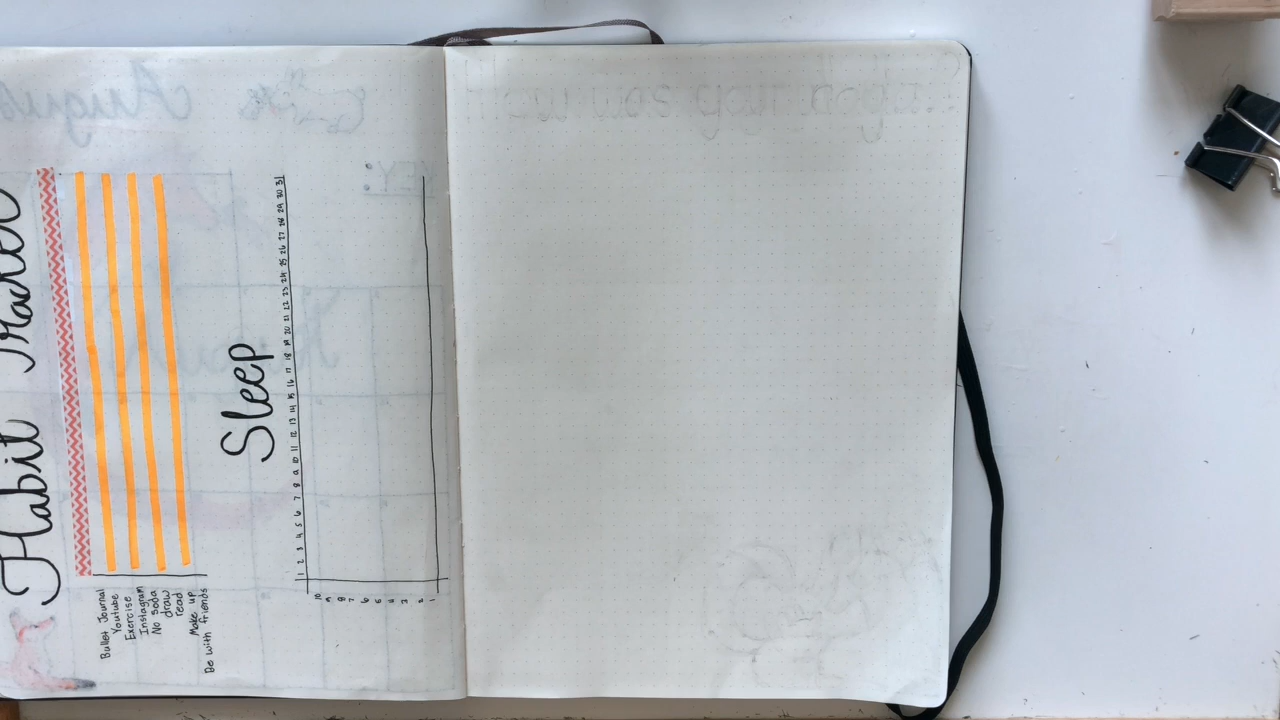 Habit Tracker
Bullet Journal
Youtube
Exercise
Instagram
No soda
draw
read
Make up
Be with friends
Sleep
1 2 3 4 5 6 7 8 9 10 11 12 13 14 15 16 17 18 19 20 21 22 23 24 25 26 27 28 29 30 31
10
9
8
7
6
5
4
3
2
1